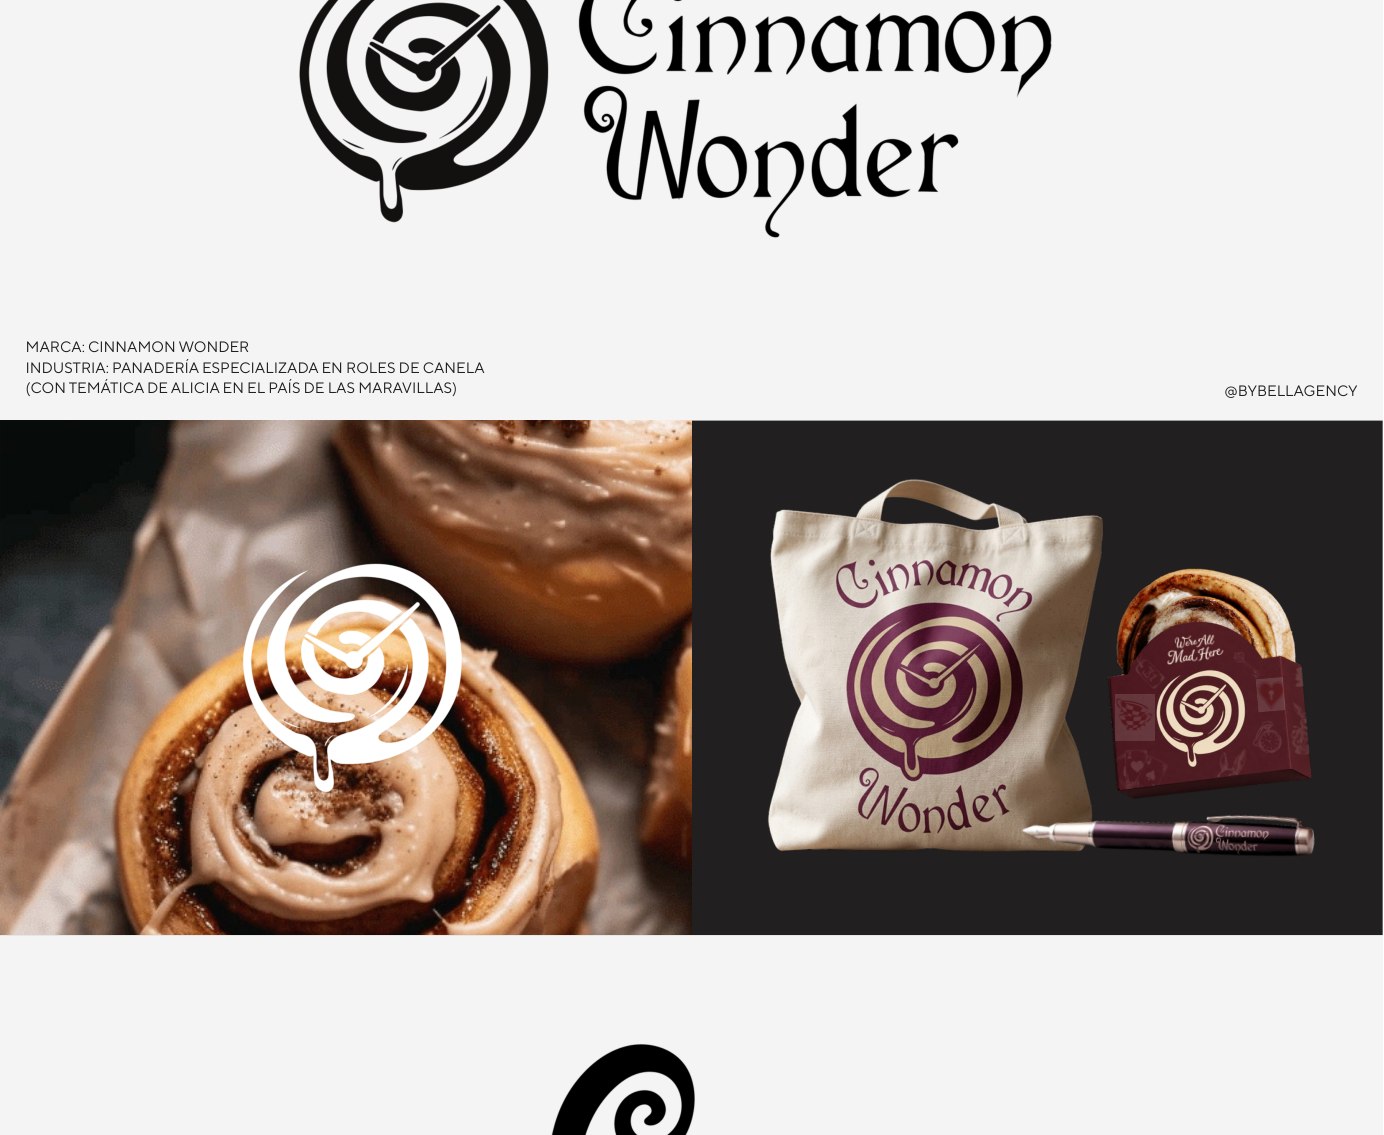 Cinnamon
Wonder
MARCA: CINNAMON WONDER
INDUSTRIA: PANADERÍA ESPECIALIZADA EN ROLES DE CANELA
(CON TEMÁTICA DE ALICIA EN EL PAÍS DE LAS MARAVILLAS)
@BYBELLAGENCY
Cinnamon
Wonder
We're All
Mad Here
Cinnamon
Wonder